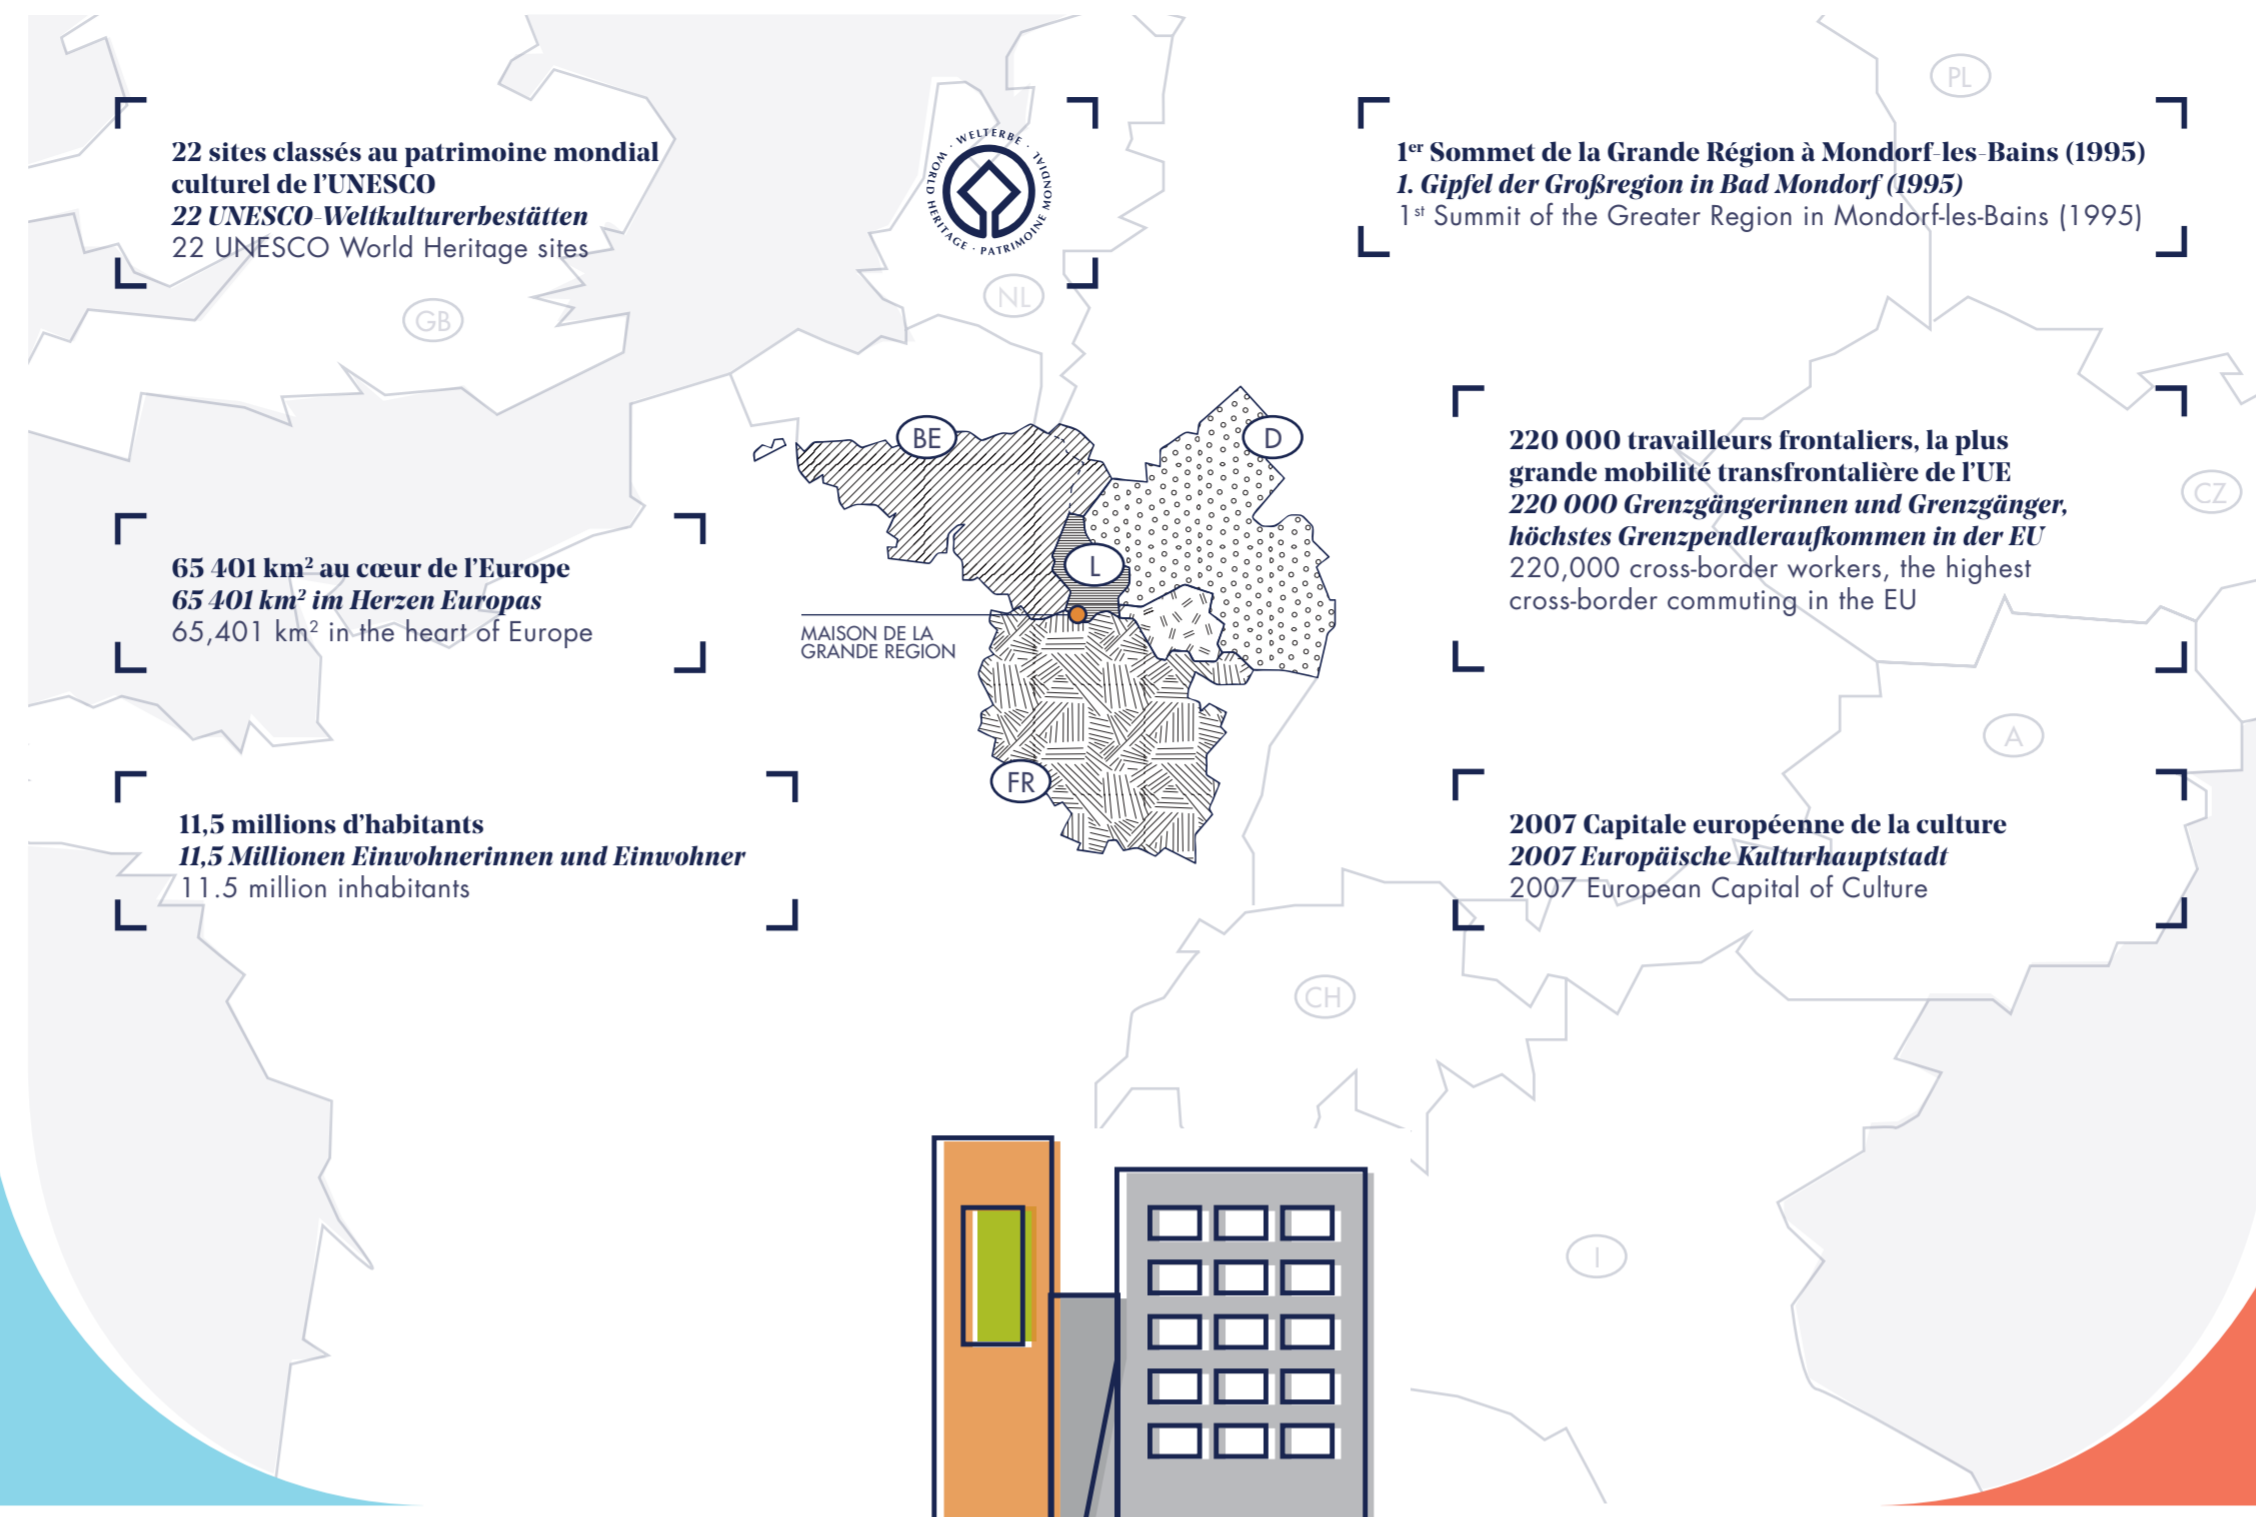 22 sites classés au patrimoine mondial
culturel de l'UNESCO
22 UNESCO-Weltkulturerbestätten
22 UNESCO World Heritage sites
WORLD HERITAGE · PATRIMOINE MONDIAL · WELTERBE ·
1er Sommet de la Grande Région à Mondorf-les-Bains (1995)
1. Gipfel der Großregion in Bad Mondorf (1995)
1st Summit of the Greater Region in Mondorf-les-Bains (1995)
PL
NL
GB
BE
D
220 000 travailleurs frontaliers, la plus
grande mobilité transfrontalière de l'UE
220 000 Grenzgängerinnen und Grenzgänger,
höchstes Grenzpendleraufkommen in der EU
220,000 cross-border workers, the highest
cross-border commuting in the EU
CZ
65 401 km² au cœur de l'Europe
65 401 km² im Herzen Europas
65,401 km² in the heart of Europe
L
MAISON DE LA
GRANDE REGION
A
FR
11,5 millions d'habitants
11,5 Millionen Einwohnerinnen und Einwohner
11.5 million inhabitants
2007 Capitale européenne de la culture
2007 Europäische Kulturhauptstadt
2007 European Capital of Culture
CH
I